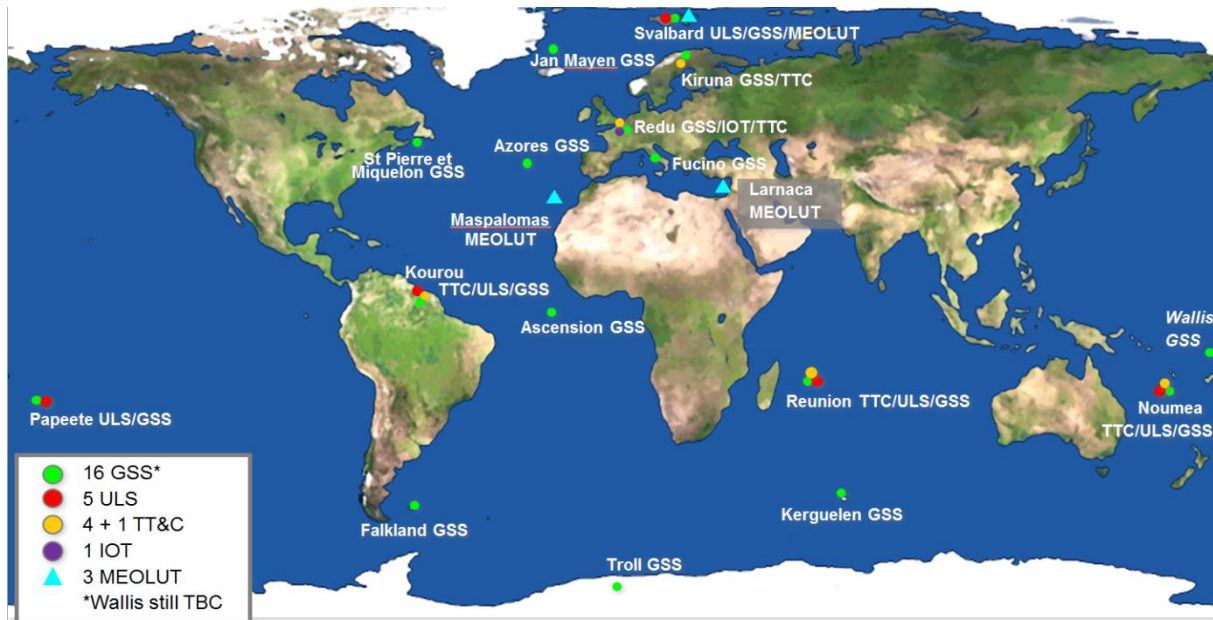 Svalbard ULS/GSS/MEOLUT
Jan Mayen GSS
Kiruna GSS/TTC
Redu GSS/IOT/TTC
Azores GSS
St Pierre et
Miquelon GSS
Fucino GSS
Larnaca
MEOLUT
Maspalomas
MEOLUT
Kourou
TTC/ULS/GSS
Ascension GSS
Wallis
GSS
Papeete ULS/GSS
Reunion TTC/ULS/GSS
Noumea
TTC/ULS/GSS
Falkland GSS
Kerguelen GSS
Troll GSS
16 GSS*
5 ULS
4 + 1 TT&C
1 IOT
3 MEOLUT
*Wallis still TBC